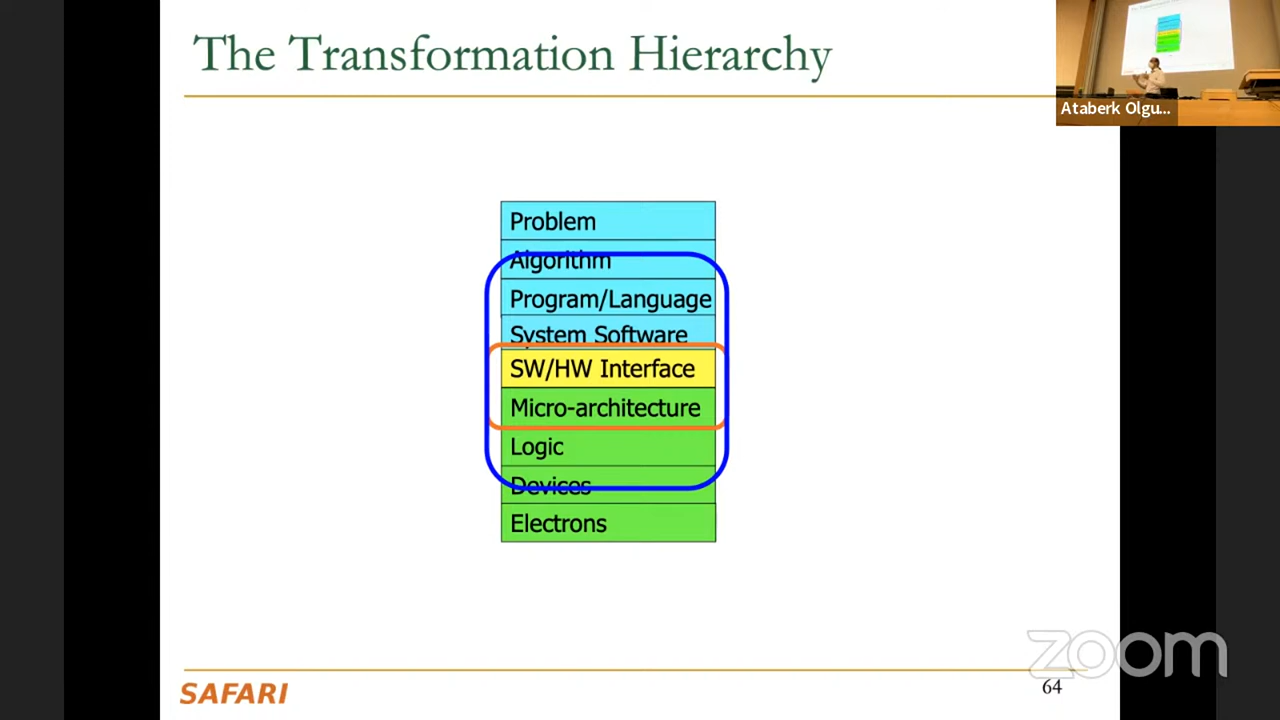 The Transformation Hierarchy
Ataberk Olgu...
Problem
Algorithm
Program/Language
System Software
SW/HW Interface
Micro-architecture
Logic
Devices
Electrons
zoom
SAFARI
64